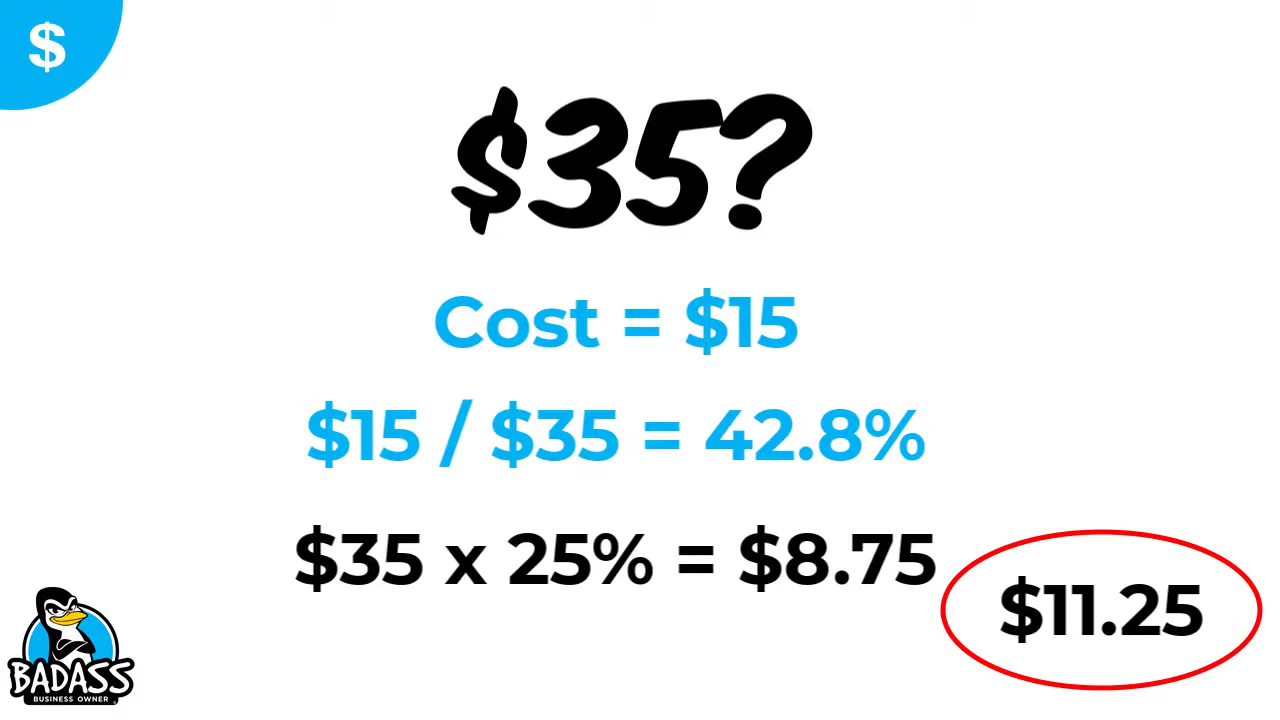 $
$35?
Cost = $15
$15 / $35 = 42.8%
$35 x 25% = $8.75
$11.25
BADASS
BUSINESS OWNER